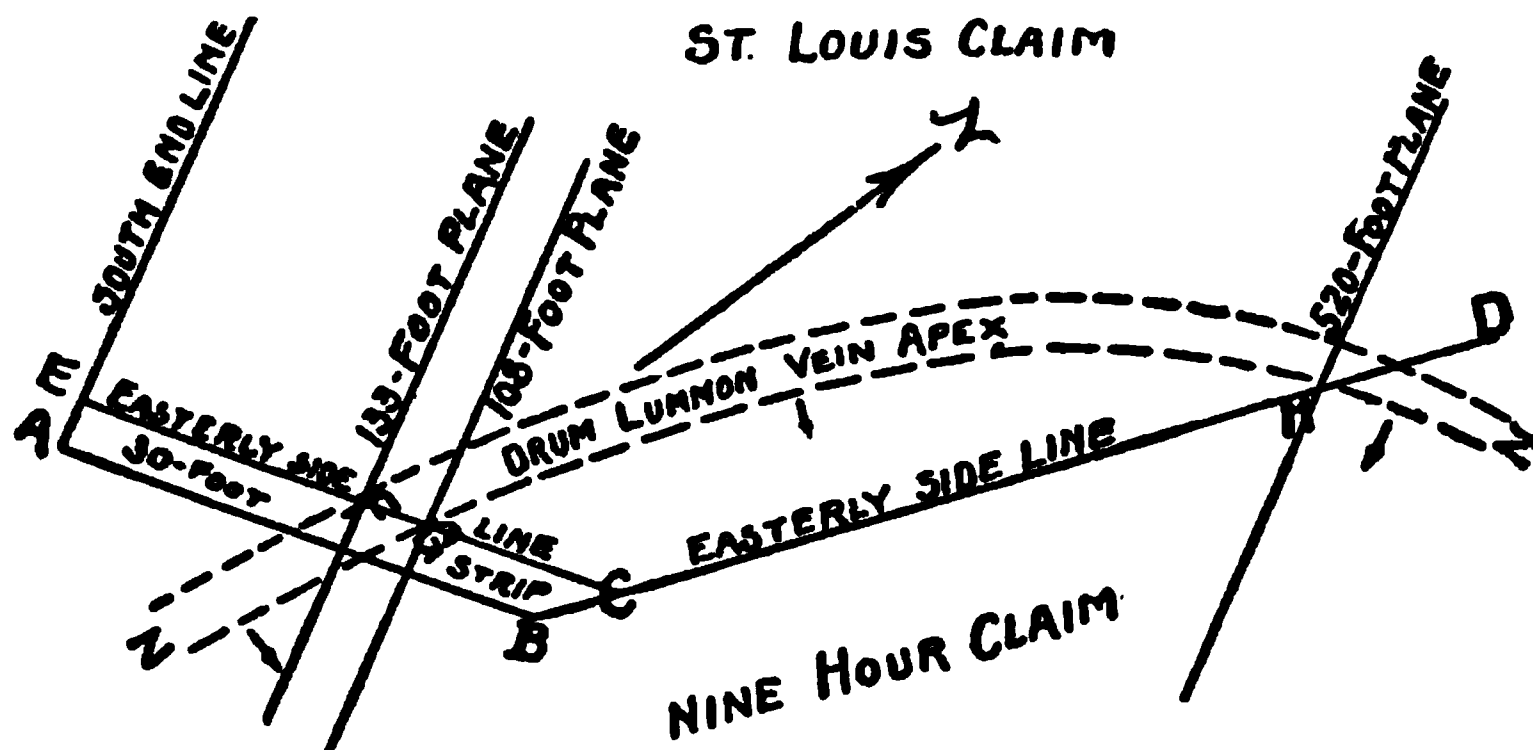 ST. LOUIS CLAIM
SOUTH END LINE
133-FOOT PLANE
108-FOOT PLANE
520-FOOT PLANE
Z
D
E
A
EASTERLY SIDE
LINE
30-FOOT
STRIP
DRUM LUMMON VEIN APEX
H
EASTERLY SIDE LINE
C
B
NINE HOUR CLAIM